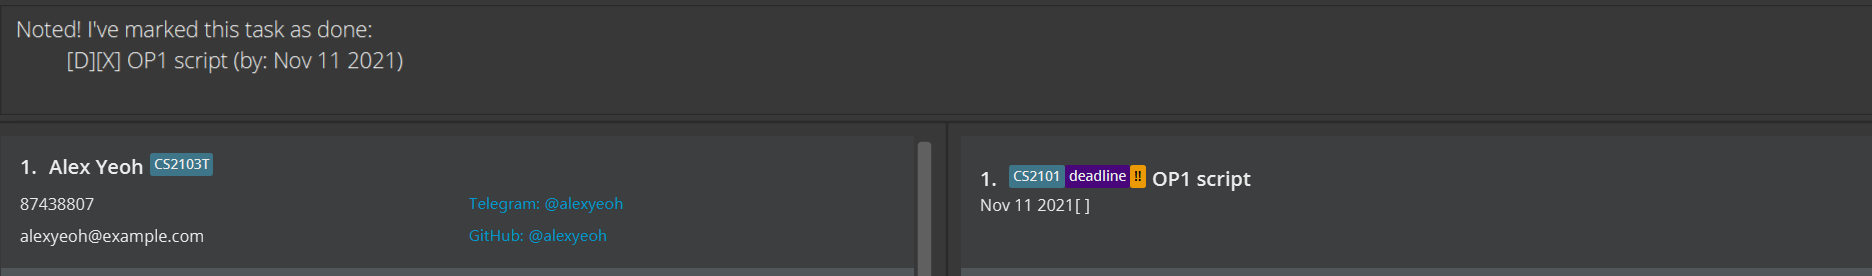 Noted! I've marked this task as done:
[D][X] OP1 script (by: Nov 11 2021)
1. Alex Yeoh CS2103T
87438807
Telegram: @alexyeoh
alexyeoh@example.com
GitHub: @alexyeoh
1. CS2101 deadline !! OP1 script
Nov 11 2021[ ]